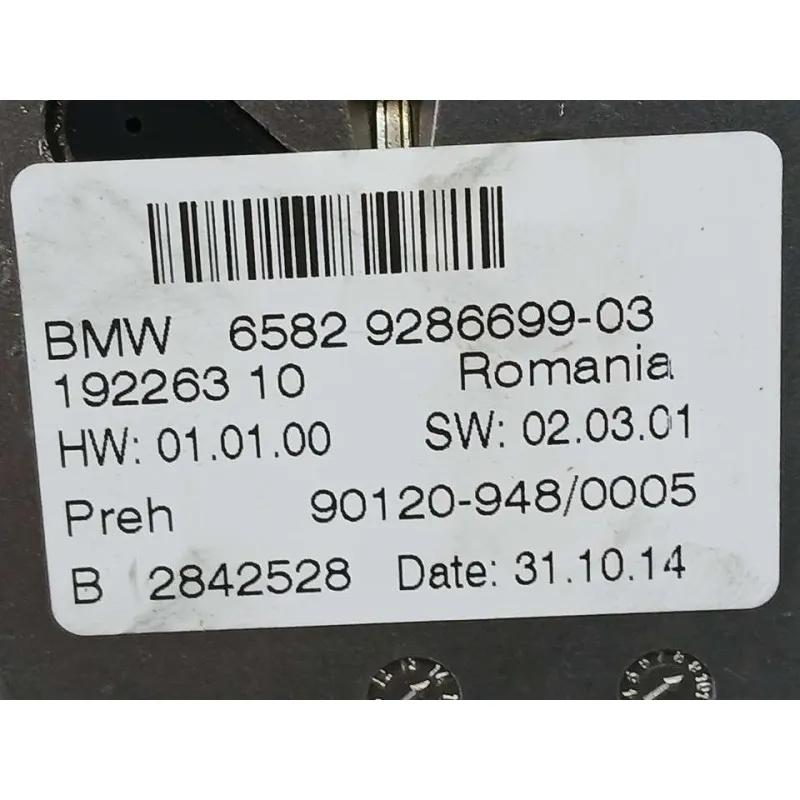 BMW 6582 9286699-03
192263 10 Romania
HW: 01.01.00 SW: 02.03.01
Preh 90120-948/0005
B 2842528 Date: 31.10.14